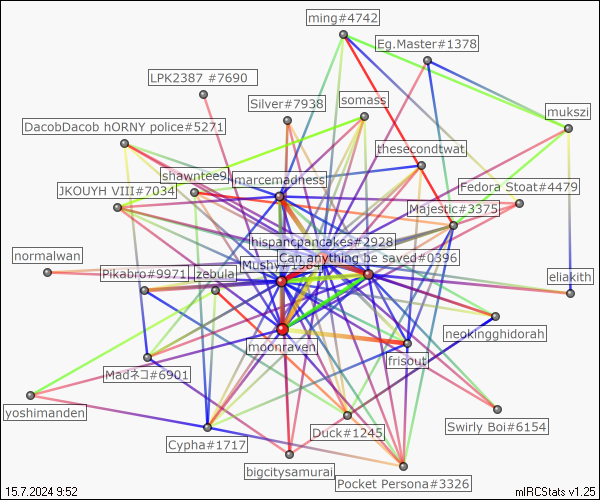 ming#4742
Eg.Master#1378
LPK2387 #7690
Silver#7938
somass
mukszi
DacobDacob hORNY police#5271
thesecondtwat
shawntee9
marcemadness
Fedora Stoat#4479
JKOUYH VIII#7034
Majestic#3375
hispancpancakes#2928
normalwan
Can anything be saved#0396
Mushy#1984
Pikabro#9971
zebula
eliakith
neokingghidorah
moonraven
frisout
Madネコ#6901
yoshimanden
Swirly Boi#6154
Duck#1245
Cypha#1717
bigcitysamurai
Pocket Persona#3326
15.7.2024 9:52
mIRCStats v1.25